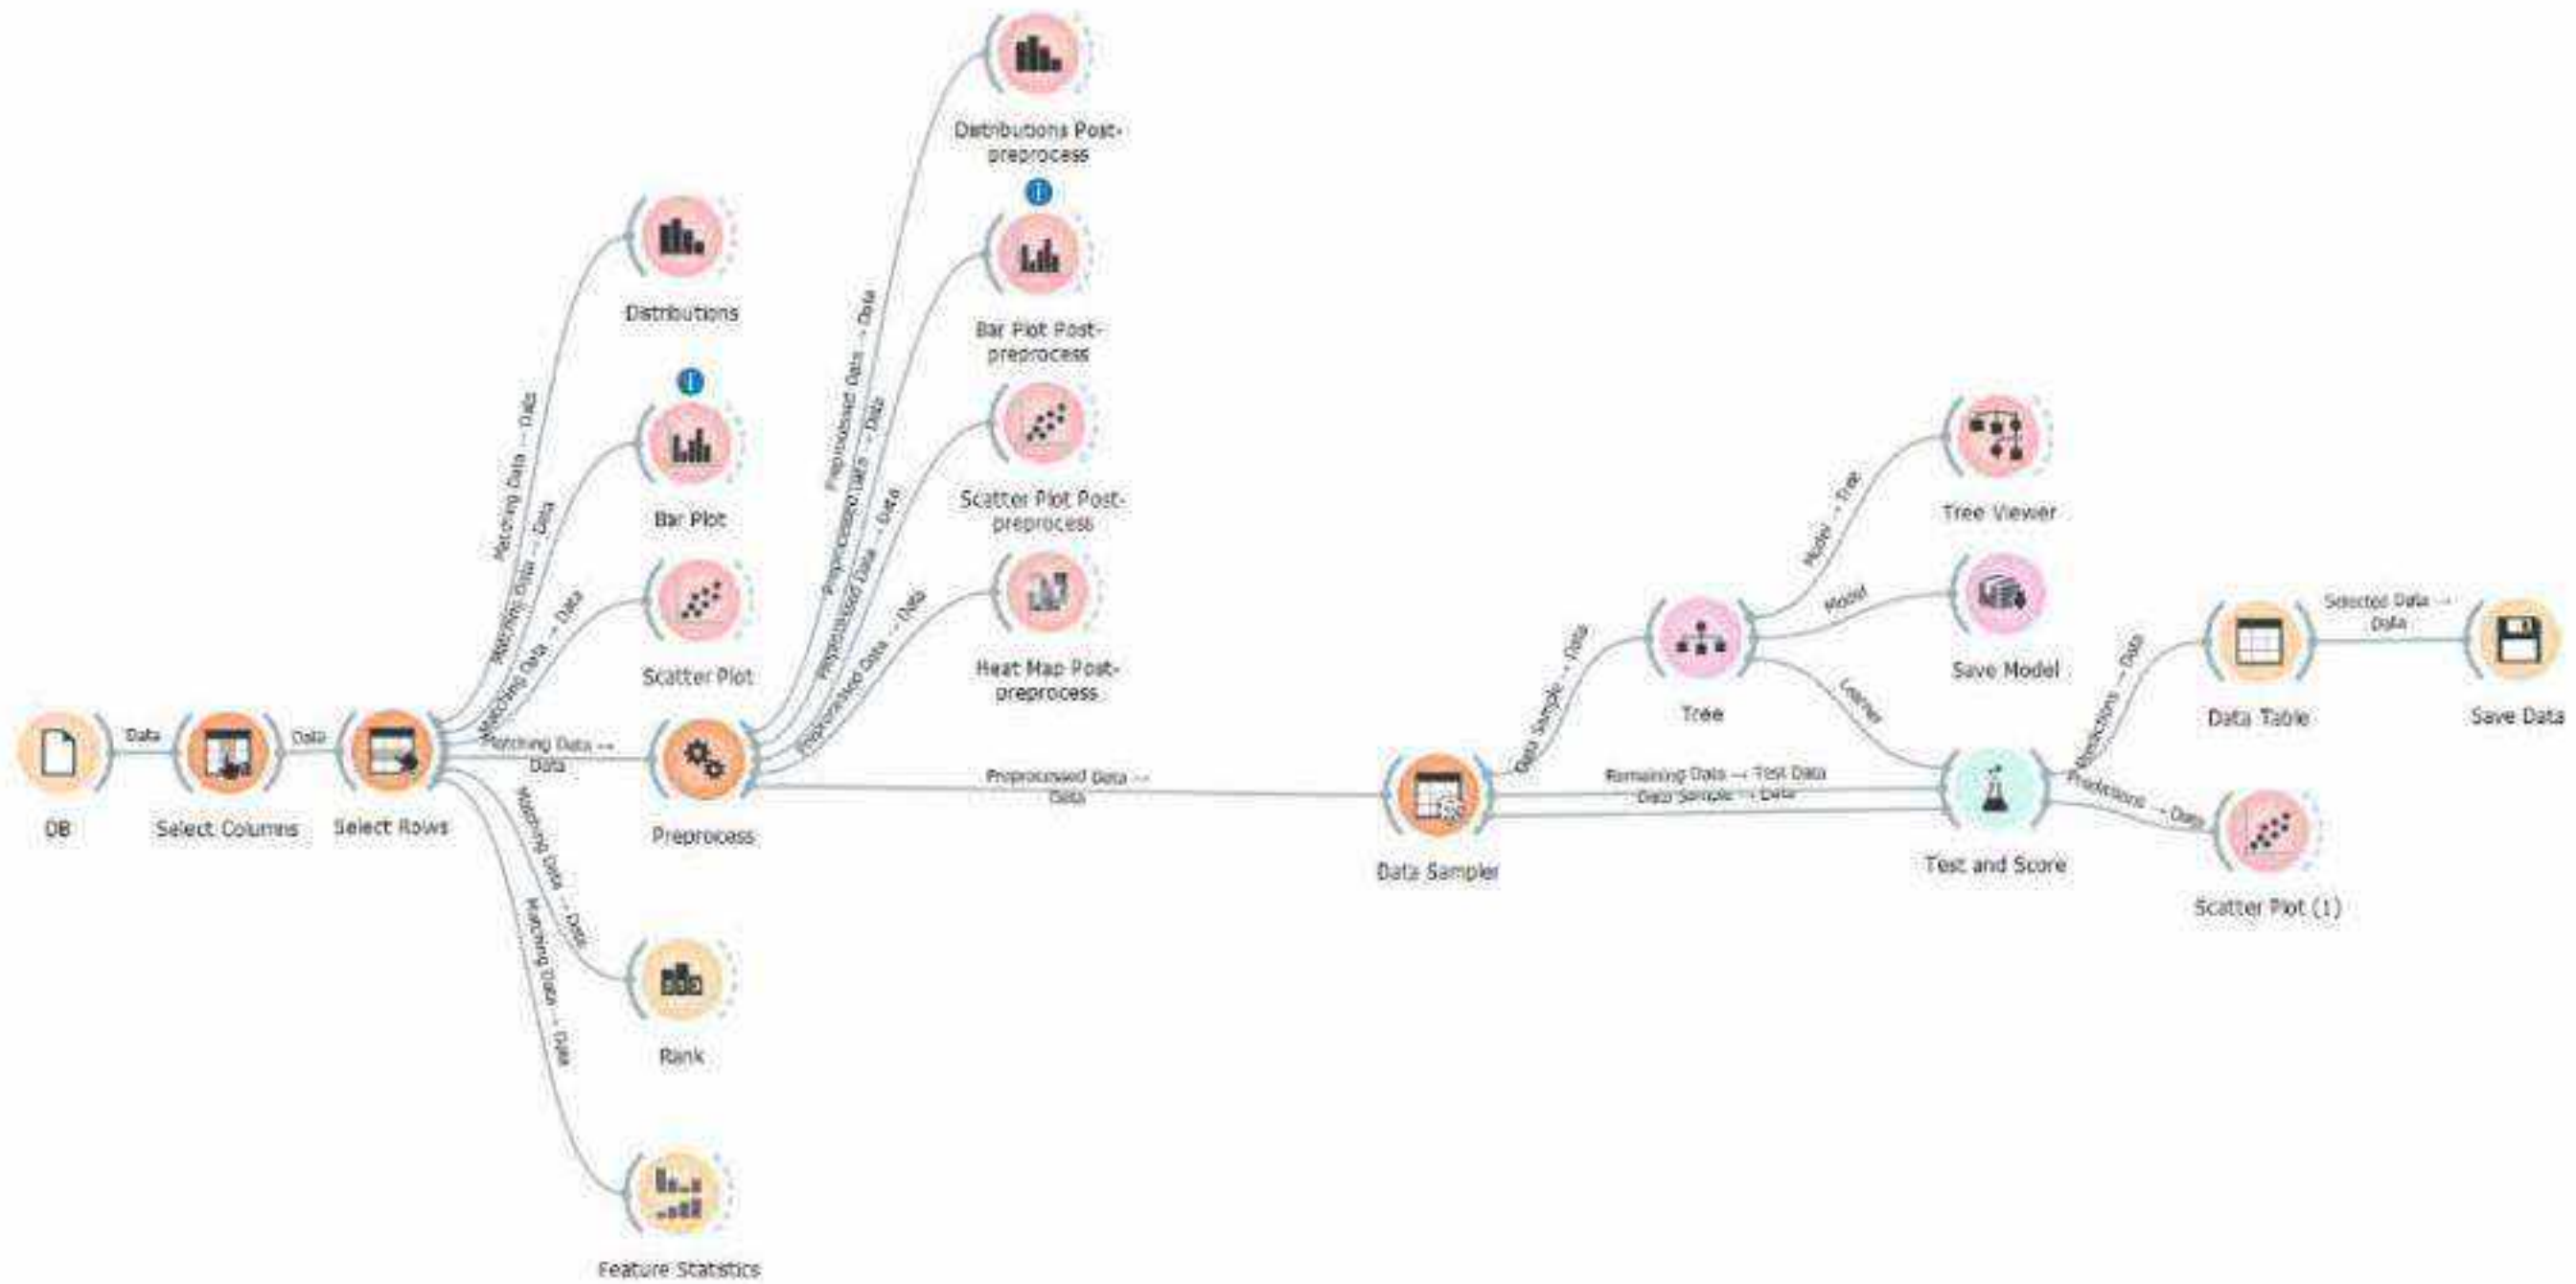 Distributions Post-
preprocess
Distributions
Bar Plot Post-
preprocess
Bar Plot
Scatter Plot Post-
preprocess
Scatter Plot
Heat Map Post-
preprocess
Matching Data → Data
Matching Data → Data
Matching Data → Data
Matching Data →
Data
Matching Data → Data
Matching Data → Data
Preprocessed Data → Data
Preprocessed Data → Data
Preprocessed Data → Data
Preprocessed Data → Data
DB
Data
Select Columns
Data
Select Rows
Preprocess
Rank
Feature Statistics
Preprocessed Data →
Data
Data Sampler
Data Sample → Data
Remaining Data → Test Data
Data Sample → Data
Tree
Model → Tree
Model
Learner
Tree Viewer
Save Model
Test and Score
Predictions → Data
Predictions → Data
Data Table
Selected Data →
Data
Save Data
Scatter Plot (1)